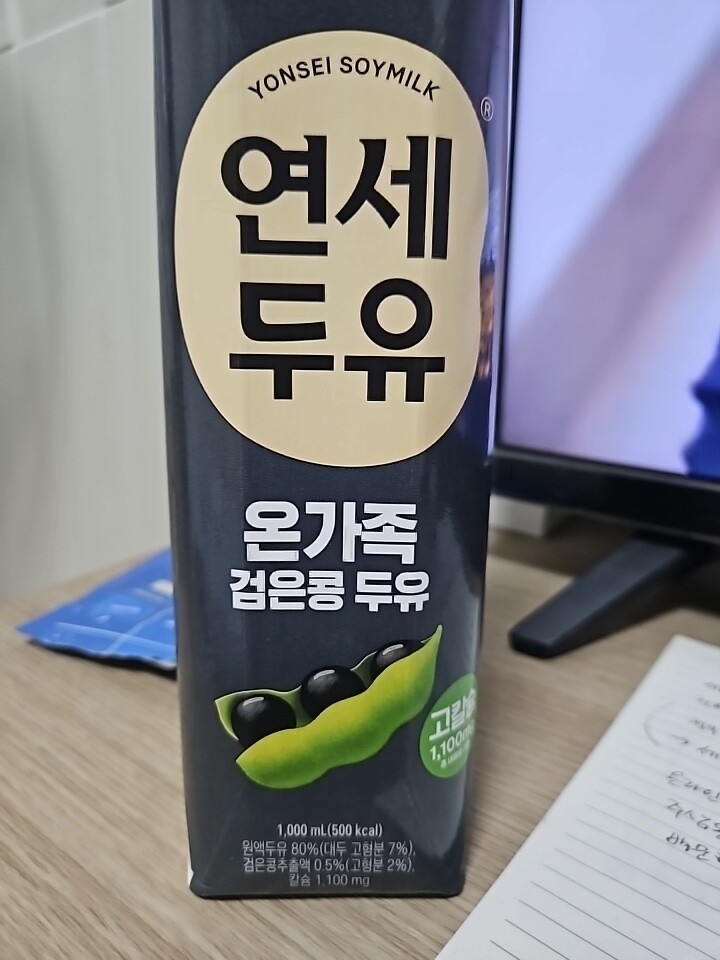 YONSEI SOYMILK
®
연세
두유
온가족
검은콩 두유
고칼슘
1,100mg
1,000 mL(500 kcal)
원액두유 80%(대두 고형분 7%),
검은콩추출액 0.5%(고형분 2%),
칼슘 1,100 mg